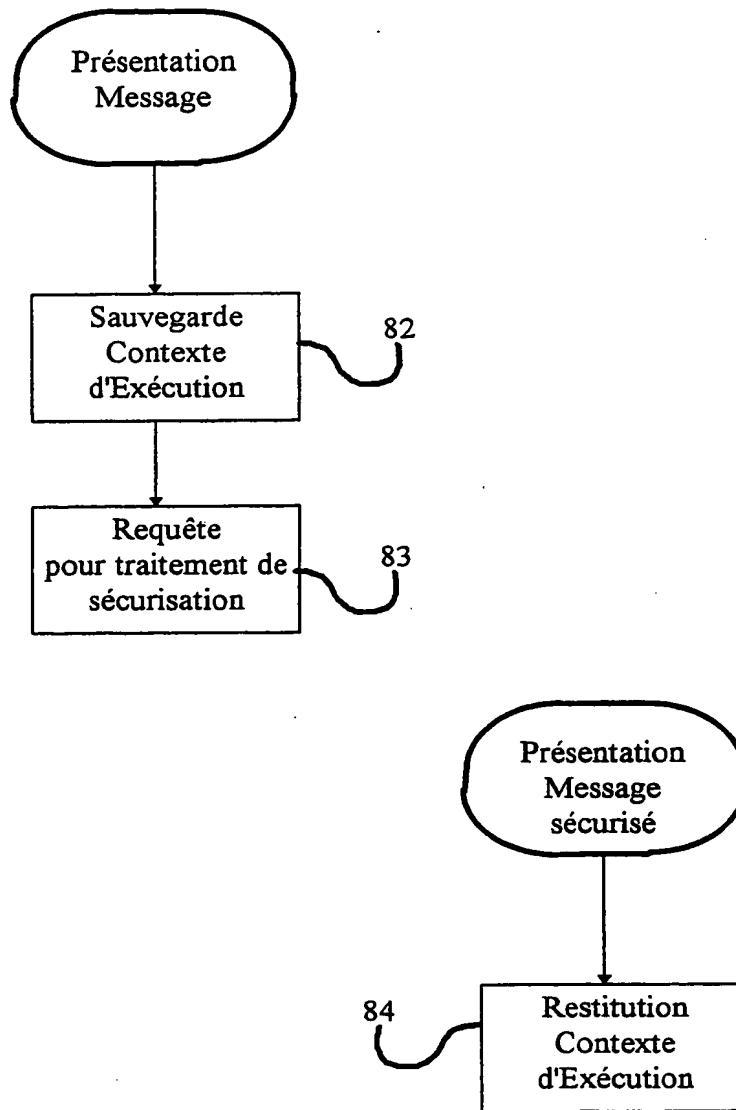 Présentation
Message
Sauvegarde
Contexte
d'Exécution
82
Requête
pour traitement de
sécurisation
83
Présentation
Message
sécurisé
84
Restitution
Contexte
d'Exécution